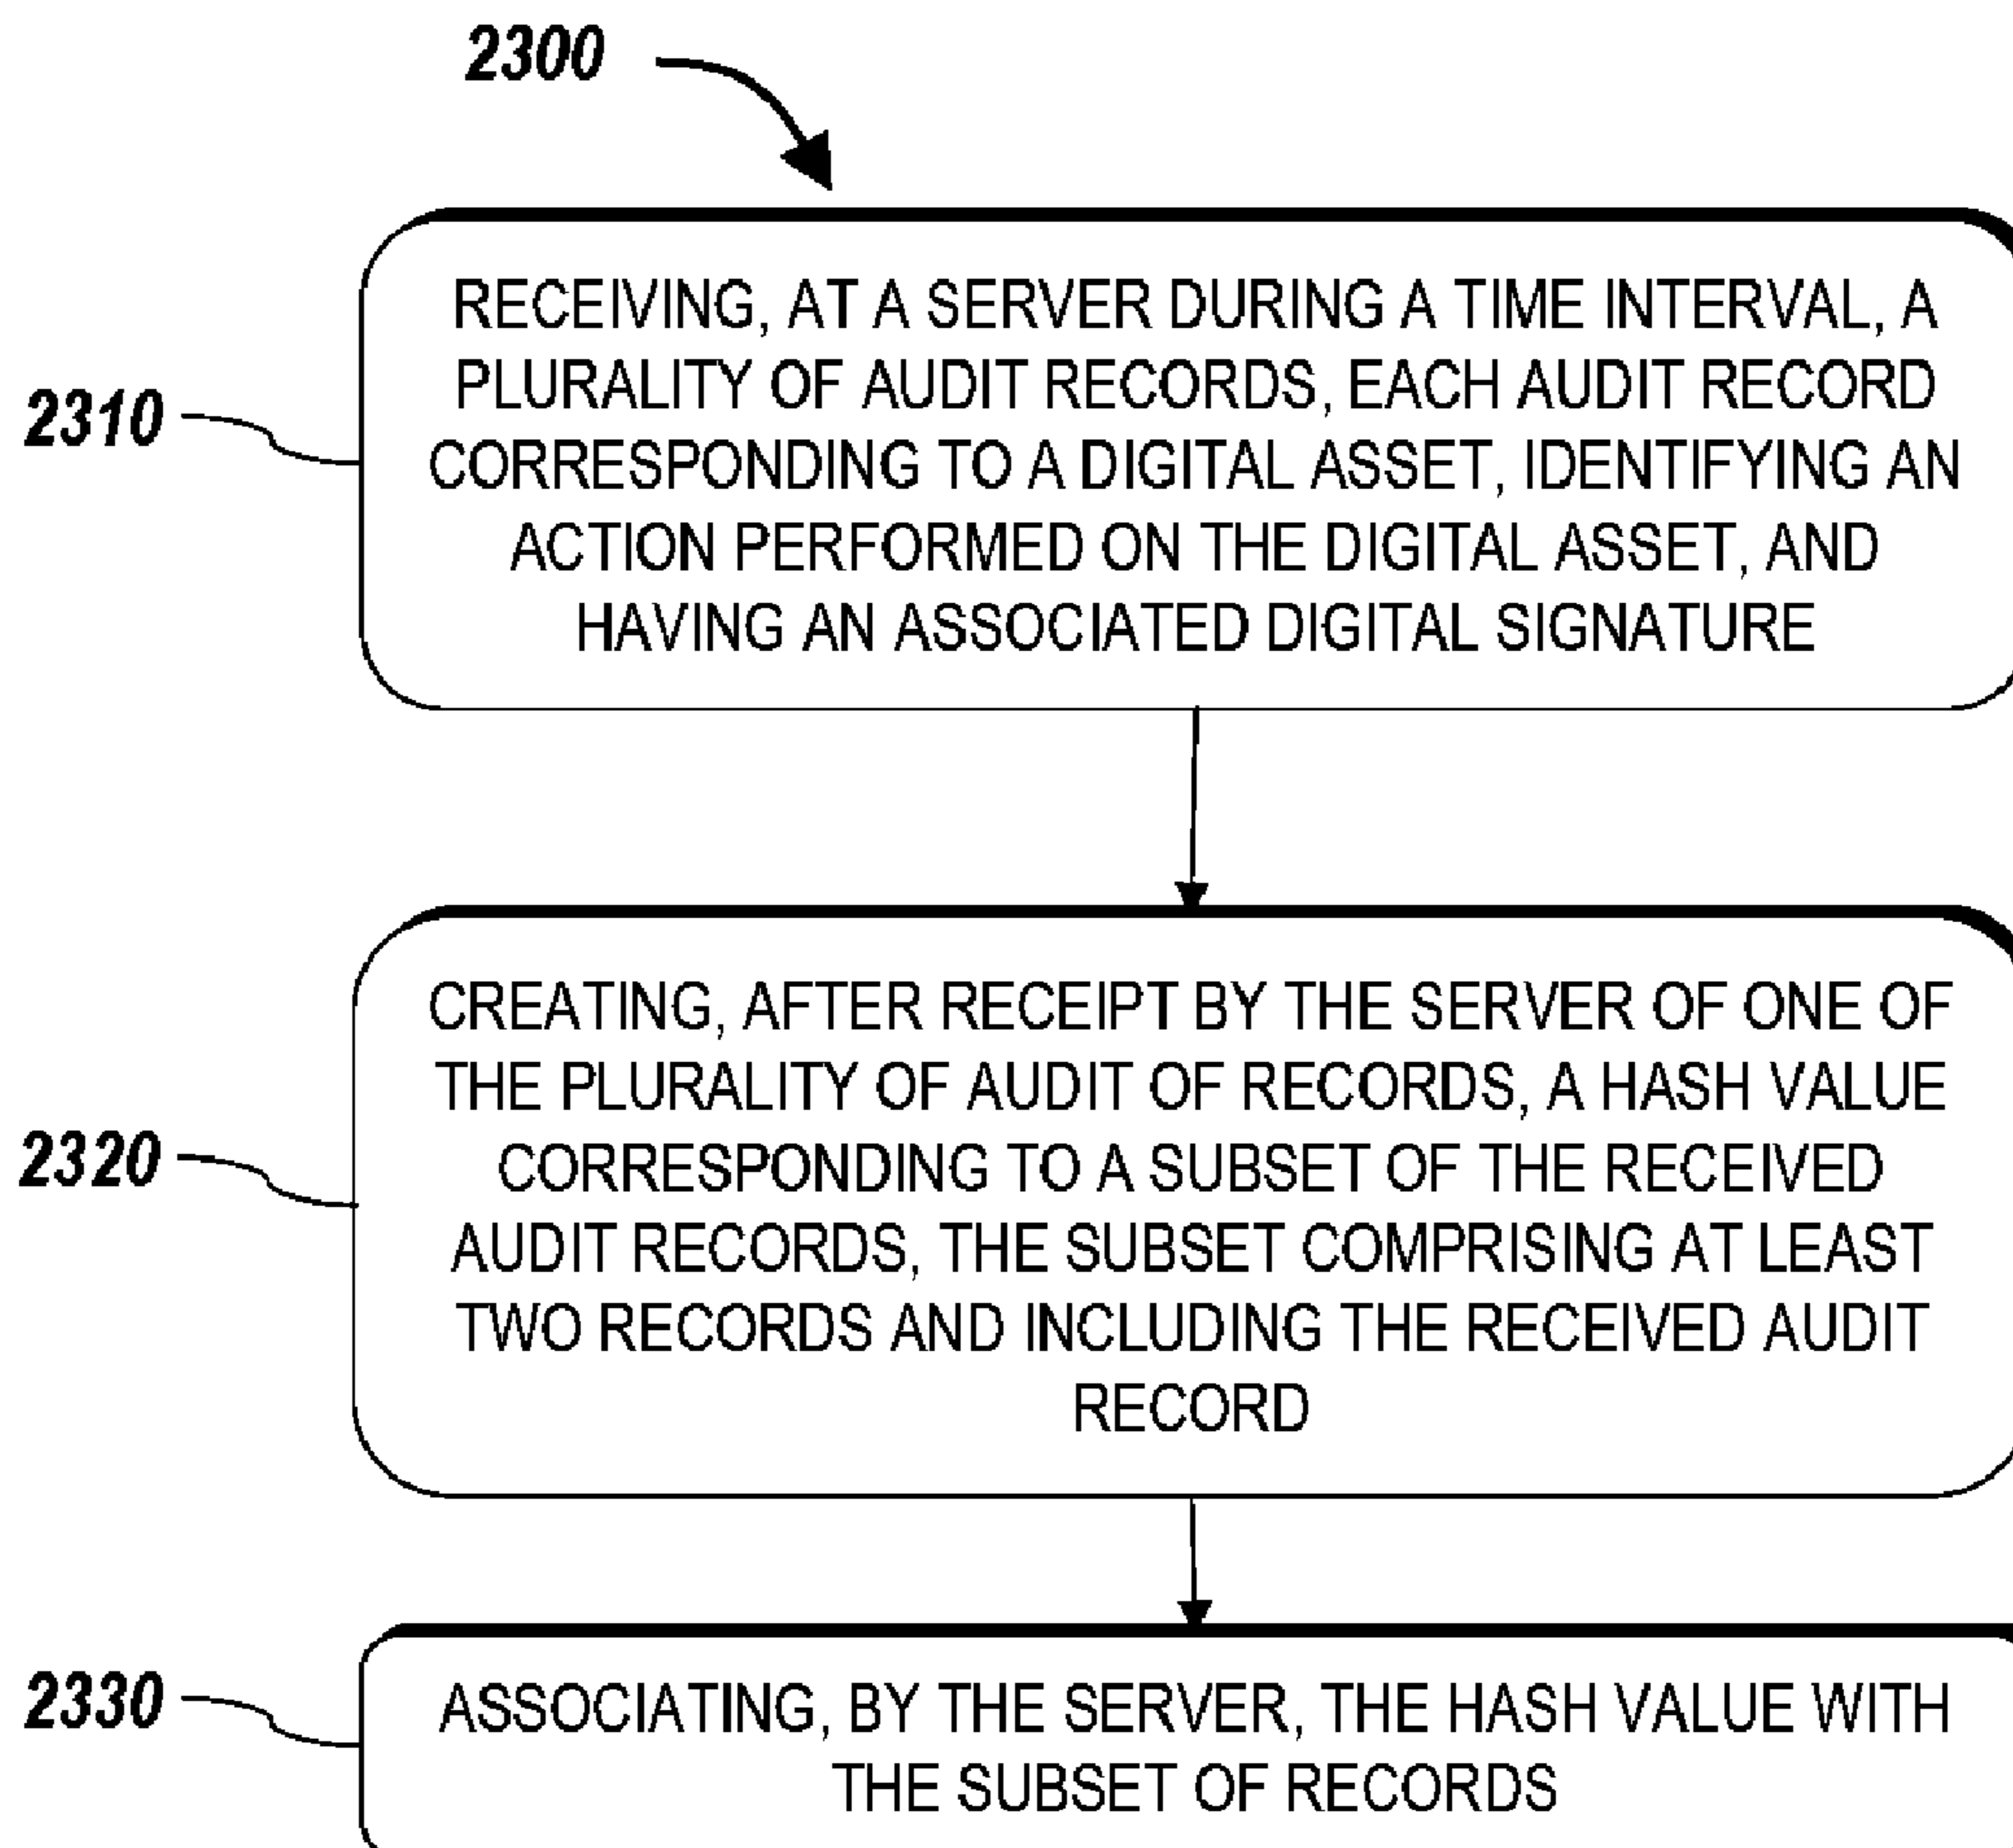 2300
2310
RECEIVING, AT A SERVER DURING A TIME INTERVAL, A
PLURALITY OF AUDIT RECORDS, EACH AUDIT RECORD
CORRESPONDING TO A DIGITAL ASSET, IDENTIFYING AN
ACTION PERFORMED ON THE DIGITAL ASSET, AND
HAVING AN ASSOCIATED DIGITAL SIGNATURE
2320
CREATING, AFTER RECEIPT BY THE SERVER OF ONE OF
THE PLURALITY OF AUDIT OF RECORDS, A HASH VALUE
CORRESPONDING TO A SUBSET OF THE RECEIVED
AUDIT RECORDS, THE SUBSET COMPRISING AT LEAST
TWO RECORDS AND INCLUDING THE RECEIVED AUDIT
RECORD
2330
ASSOCIATING, BY THE SERVER, THE HASH VALUE WITH
THE SUBSET OF RECORDS